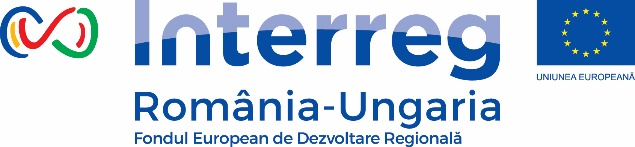 Interreg
UNIUNEA EUROPEANĂ
România-Ungaria
Fondul European de Dezvoltare Regională